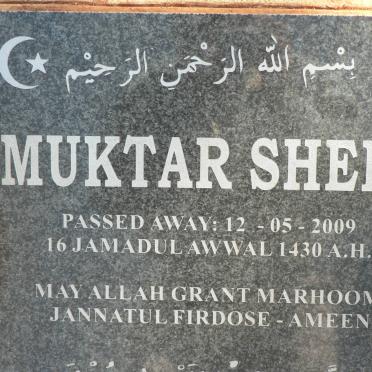 بِسْمِ اللهِ الرَحْمَنِ الرَحِيْمِ
MUKTAR SHE
PASSED AWAY: 12 - 05 - 2009
16 JAMADUL AWWAL 1430 A.H.
MAY ALLAH GRANT MARHOOM
JANNATUL FIRDOSE - AMEEN